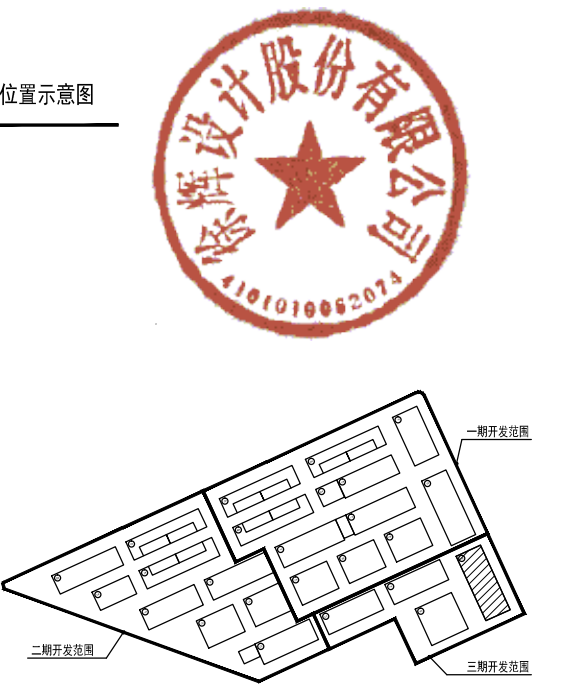 位置示意图
徐辉设计股份有限公司
4101010062074
一期开发范围
二期开发范围
三期开发范围